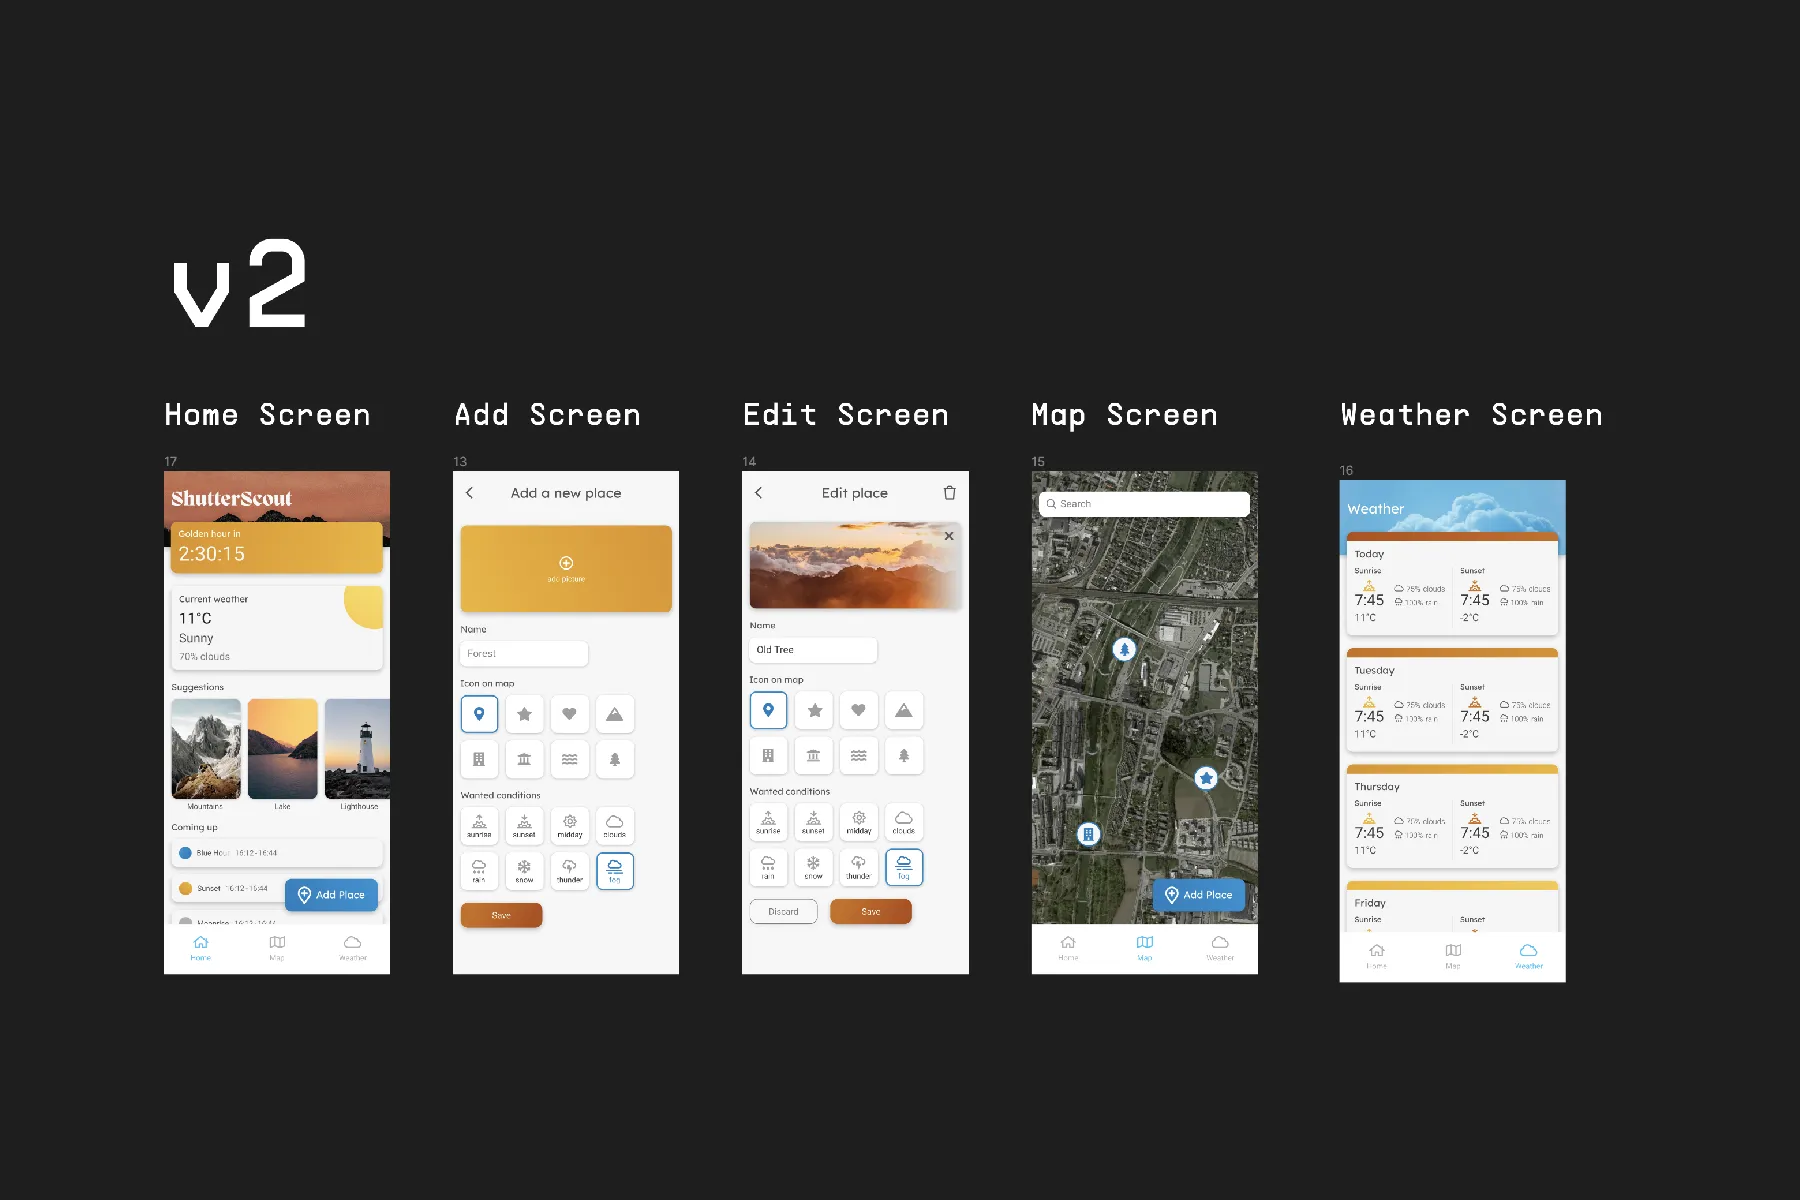 v2
Home Screen
17
ShutterScout
Golden hour in
2:30:15
Current weather
11°C
Sunny
70% clouds
Suggestions
Mountains
Lake
Lighthouse
Coming up
Blue Hour 16:12-16:44
Sunset 16:12-16:44
Add Place
Moonrise 16:12-16:44
Home
Map
Weather
Add Screen
13
Add a new place
add picture
Name
Forest
Icon on map
Wanted conditions
sunrise
sunset
midday
clouds
rain
snow
thunder
fog
Save
Edit Screen
14
Edit place
Name
Old Tree
Icon on map
Wanted conditions
sunrise
sunset
midday
clouds
rain
snow
thunder
fog
Discard
Save
Map Screen
15
Search
Add Place
Home
Map
Weather
Weather Screen
16
Weather
Today
Sunrise
7:45
11°C
75% clouds
100% rain
Sunset
7:45
-2°C
75% clouds
100% rain
Tuesday
Sunrise
7:45
11°C
75% clouds
100% rain
Sunset
7:45
-2°C
75% clouds
100% rain
Thursday
Sunrise
7:45
11°C
75% clouds
100% rain
Sunset
7:45
-2°C
75% clouds
100% rain
Friday
Sunrise
Sunset
Home
Map
Weather